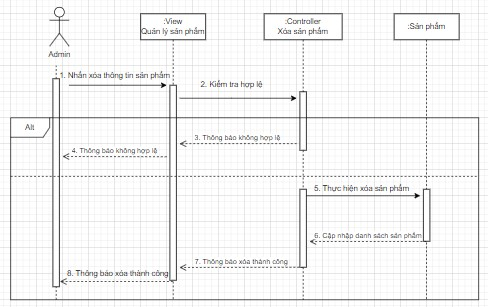 :View
Quản lý sản phẩm
:Controller
Xóa sản phẩm
:Sản phẩm
Admin
1. Nhấn xóa thông tin sản phẩm
2. Kiểm tra hợp lệ
Alt
3. Thông báo không hợp lệ
4. Thông báo không hợp lệ
5. Thực hiện xóa sản phẩm
6. Cập nhập danh sách sản phẩm
7. Thông báo xóa thành công
8. Thông báo xóa thành công